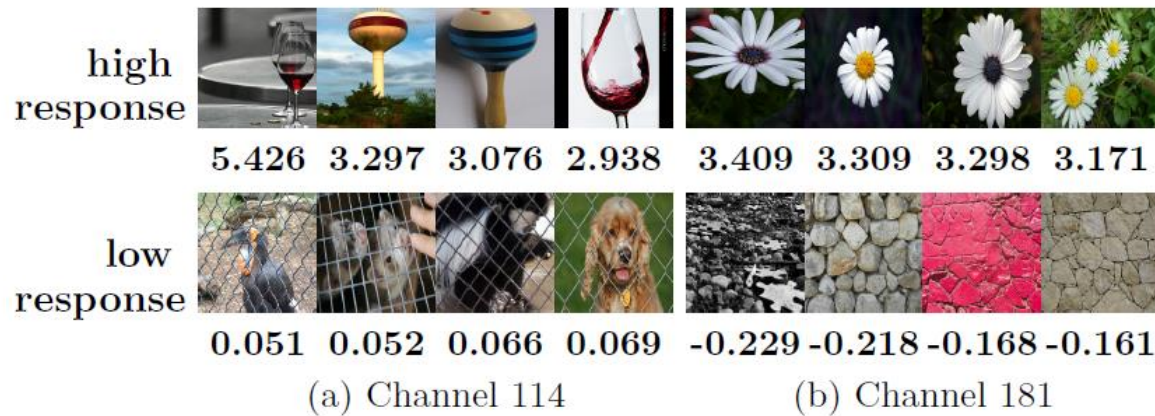 high
response
5.426 3.297 3.076 2.938 3.409 3.309 3.298 3.171
low
response
0.051 0.052 0.066 0.069 -0.229 -0.218 -0.168 -0.161
(a) Channel 114 (b) Channel 181